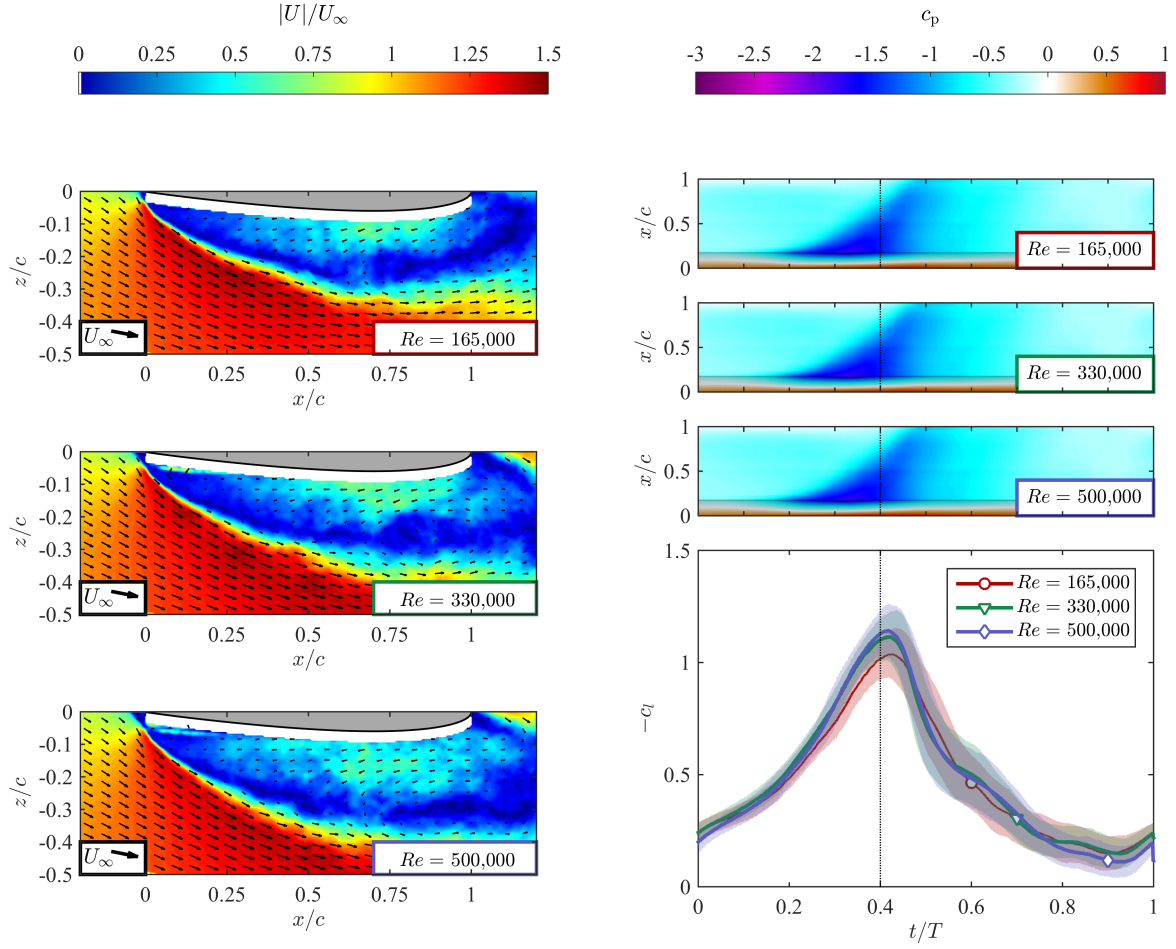 |U|/U∞
0 0.25 0.5 0.75 1 1.25 1.5
z/c
0
-0.1
-0.2
-0.3
-0.4
-0.5
U∞
Re = 165,000
0 0.25 0.5 0.75 1
x/c
z/c
0
-0.1
-0.2
-0.3
-0.4
-0.5
U∞
Re = 330,000
0 0.25 0.5 0.75 1
x/c
z/c
0
-0.1
-0.2
-0.3
-0.4
-0.5
U∞
Re = 500,000
0 0.25 0.5 0.75 1
x/c
cp
-3 -2.5 -2 -1.5 -1 -0.5 0 0.5 1
x/c
1
0.5
0
Re = 165,000
x/c
1
0.5
0
Re = 330,000
x/c
1
0.5
0
Re = 500,000
−cl
1.5
1
0.5
0
Re = 165,000
Re = 330,000
Re = 500,000
0 0.2 0.4 0.6 0.8 1
t/T